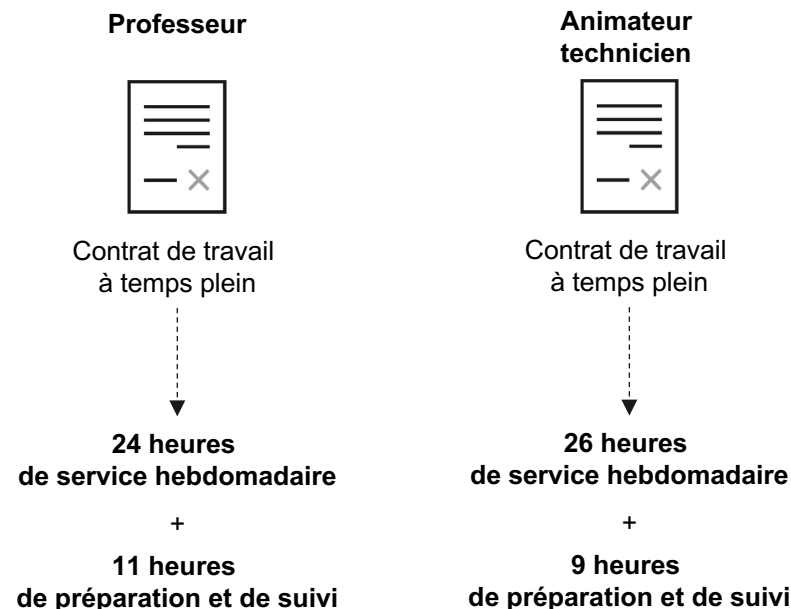 Professeur
Contrat de travail
à temps plein
24 heures
de service hebdomadaire
+
11 heures
de préparation et de suivi
Animateur
technicien
Contrat de travail
à temps plein
26 heures
de service hebdomadaire
+
9 heures
de préparation et de suivi